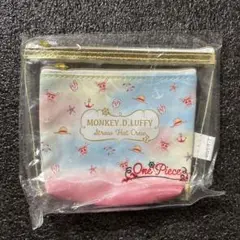 MONKEY.D.LUFFY
Straw Hat Crew
One Piece